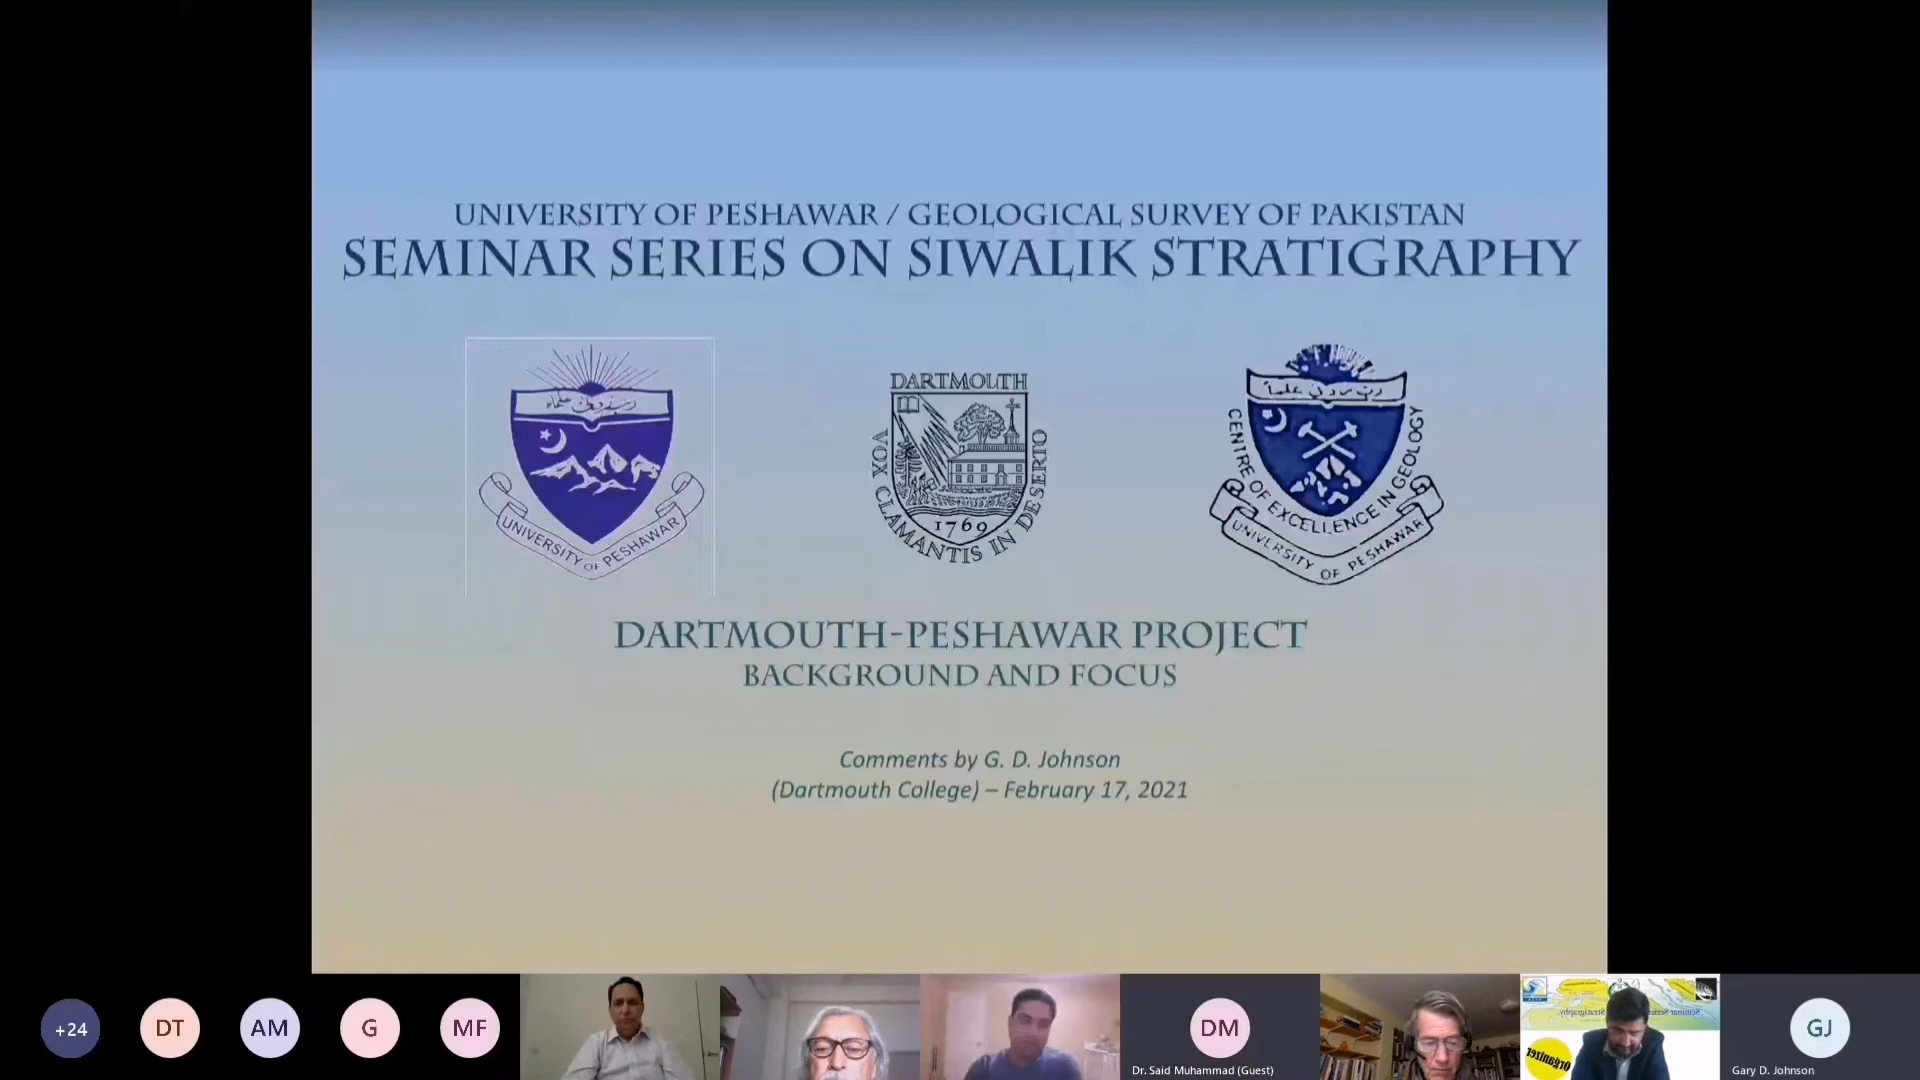 UNIVERSITY OF PESHAWAR / GEOLOGICAL SURVEY OF PAKISTAN
SEMINAR SERIES ON SIWALIK STRATIGRAPHY
UNIVERSITY OF PESHAWAR
DARTMOUTH
VOX CLAMANTIS IN DESERTO
1769
CENTRE OF EXCELLENCE IN GEOLOGY
UNIVERSITY OF PESHAWAR
DARTMOUTH-PESHAWAR PROJECT
BACKGROUND AND FOCUS
Comments by G. D. Johnson
(Dartmouth College) – February 17, 2021
+24
DT
AM
G
MF
DM
Dr. Said Muhammad (Guest)
organizer
GJ
Gary D. Johnson